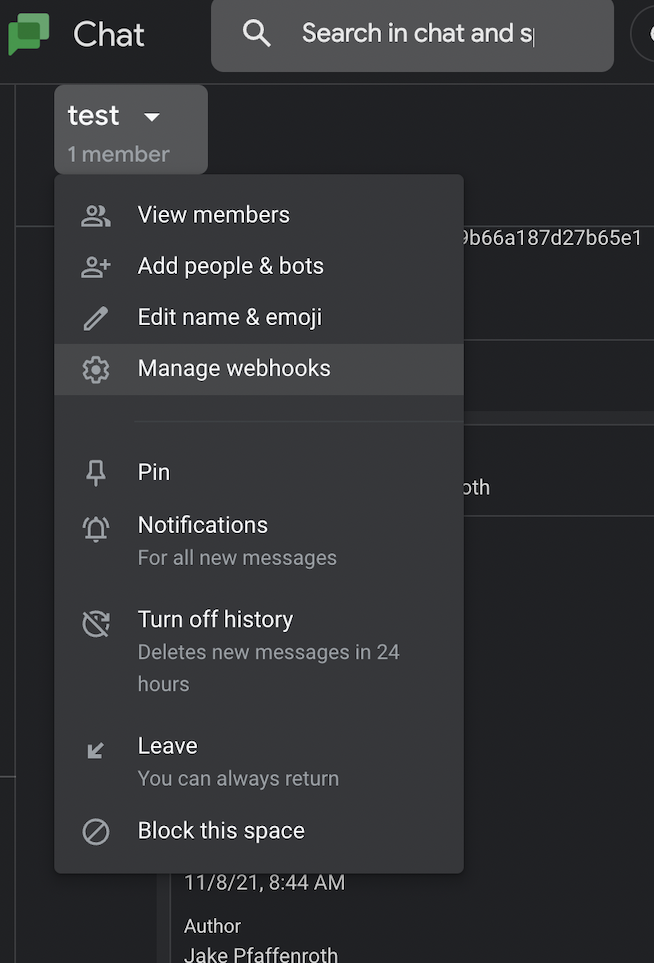 Chat
Search in chat and s
test
1 member
View members
9b66a187d27b65e1
Add people & bots
Edit name & emoji
Manage webhooks
Pin
oth
Notifications
For all new messages
Turn off history
Deletes new messages in 24
hours
Leave
You can always return
Block this space
11/8/21, 8:44 AM
Author
Jake Pfaffenroth